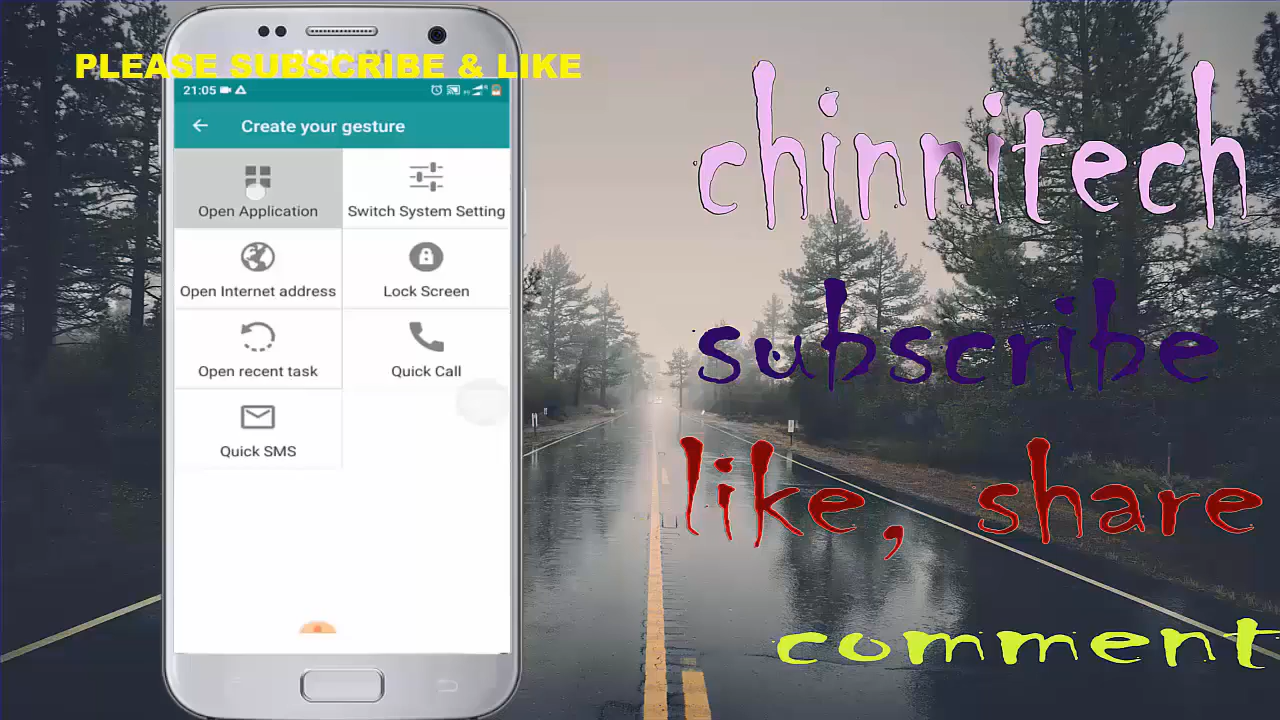 SAMSUNG
PLEASE SUBSCRIBE & LIKE
21:05
Create your gesture
Open Application
Switch System Setting
Open Internet address
Lock Screen
Open recent task
Quick Call
Quick SMS
chinnitech
subscribe
like, share
comment